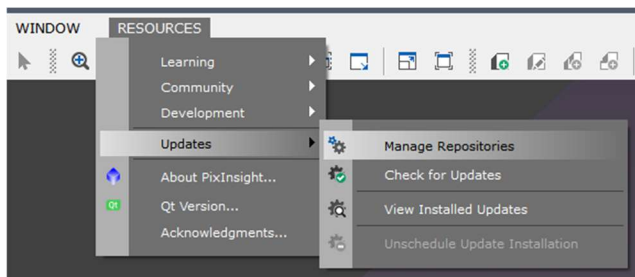 WINDOW RESOURCES
Learning
Community
Development
Updates
Manage Repositories
Check for Updates
About PixInsight...
Qt Version...
View Installed Updates
Acknowledgments...
Unschedule Update Installation
Qt